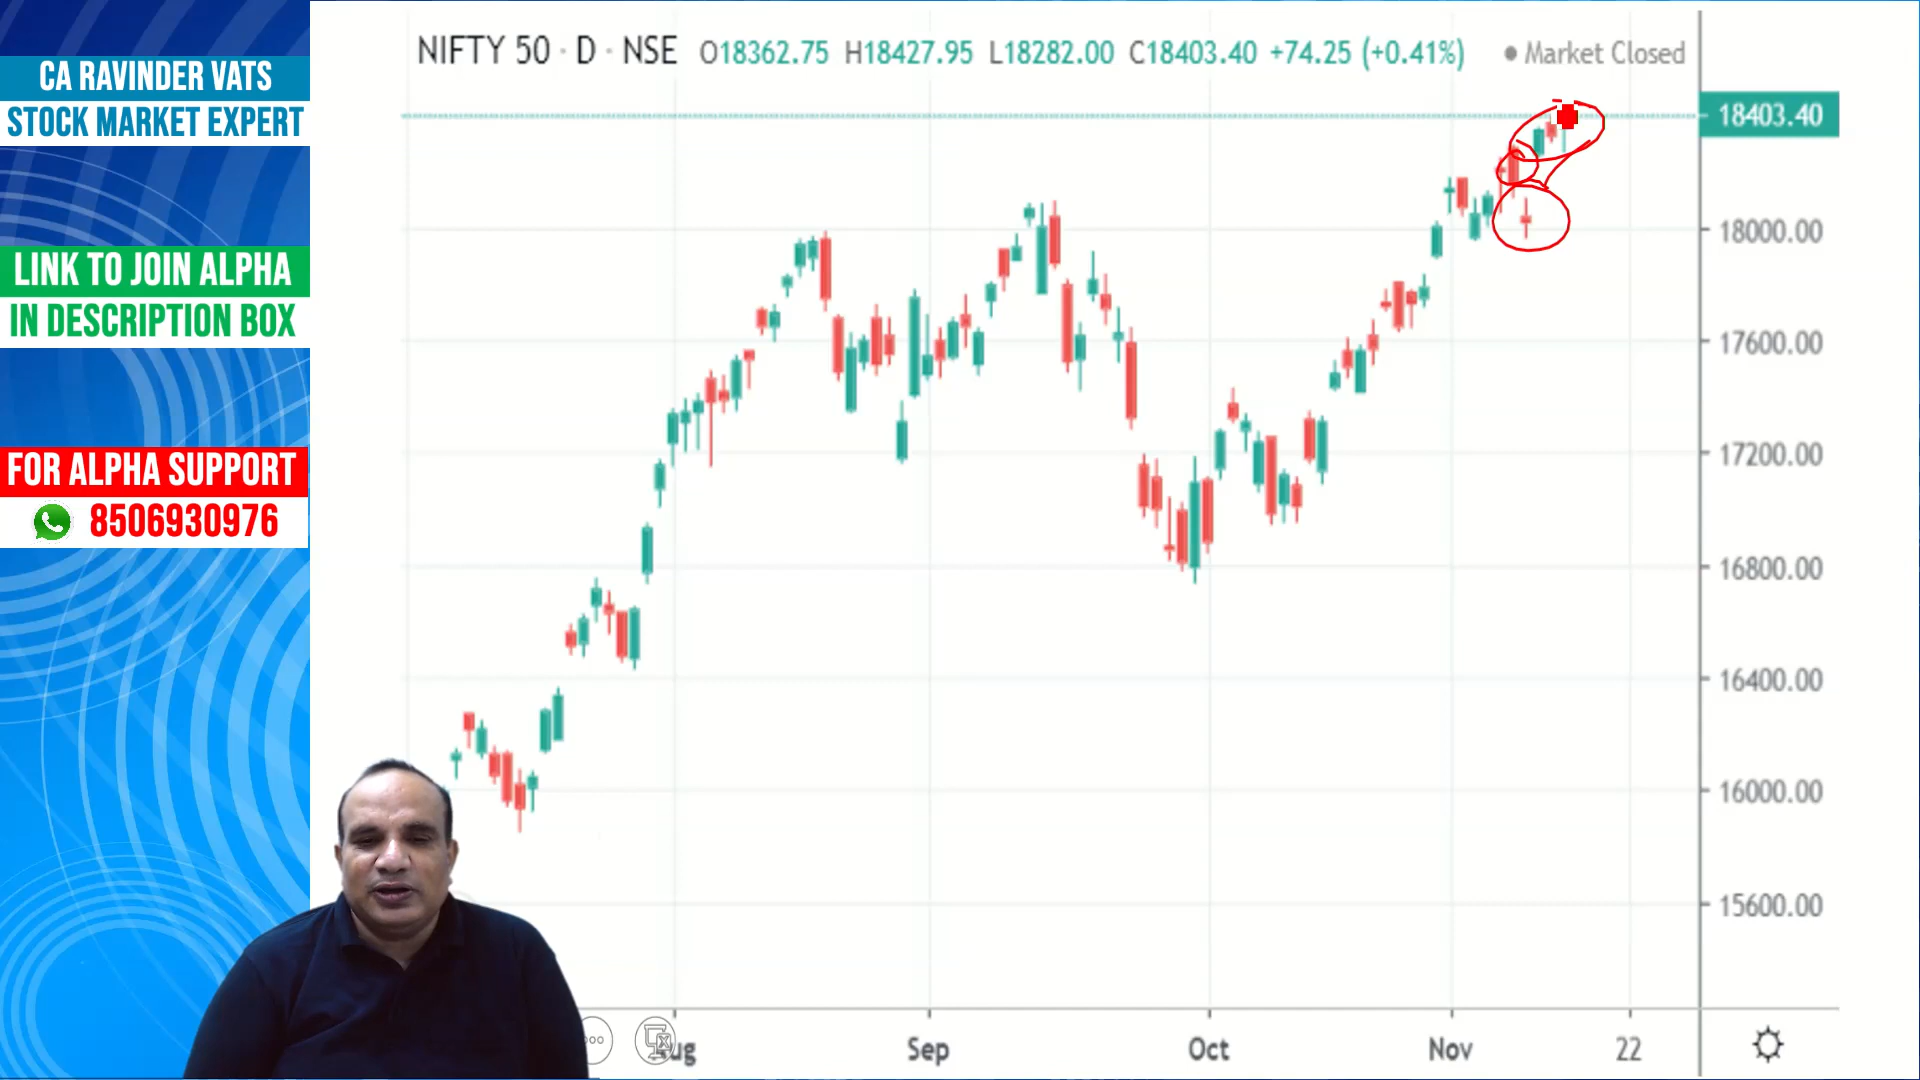 CA RAVINDER VATS
STOCK MARKET EXPERT
LINK TO JOIN ALPHA
IN DESCRIPTION BOX
FOR ALPHA SUPPORT
8506930976
NIFTY 50 · D · NSE O18362.75 H18427.95 L18282.00 C18403.40 +74.25 (+0.41%) Market Closed
18403.40
18000.00
17600.00
17200.00
16800.00
16400.00
16000.00
15600.00
Sep Oct Nov 22